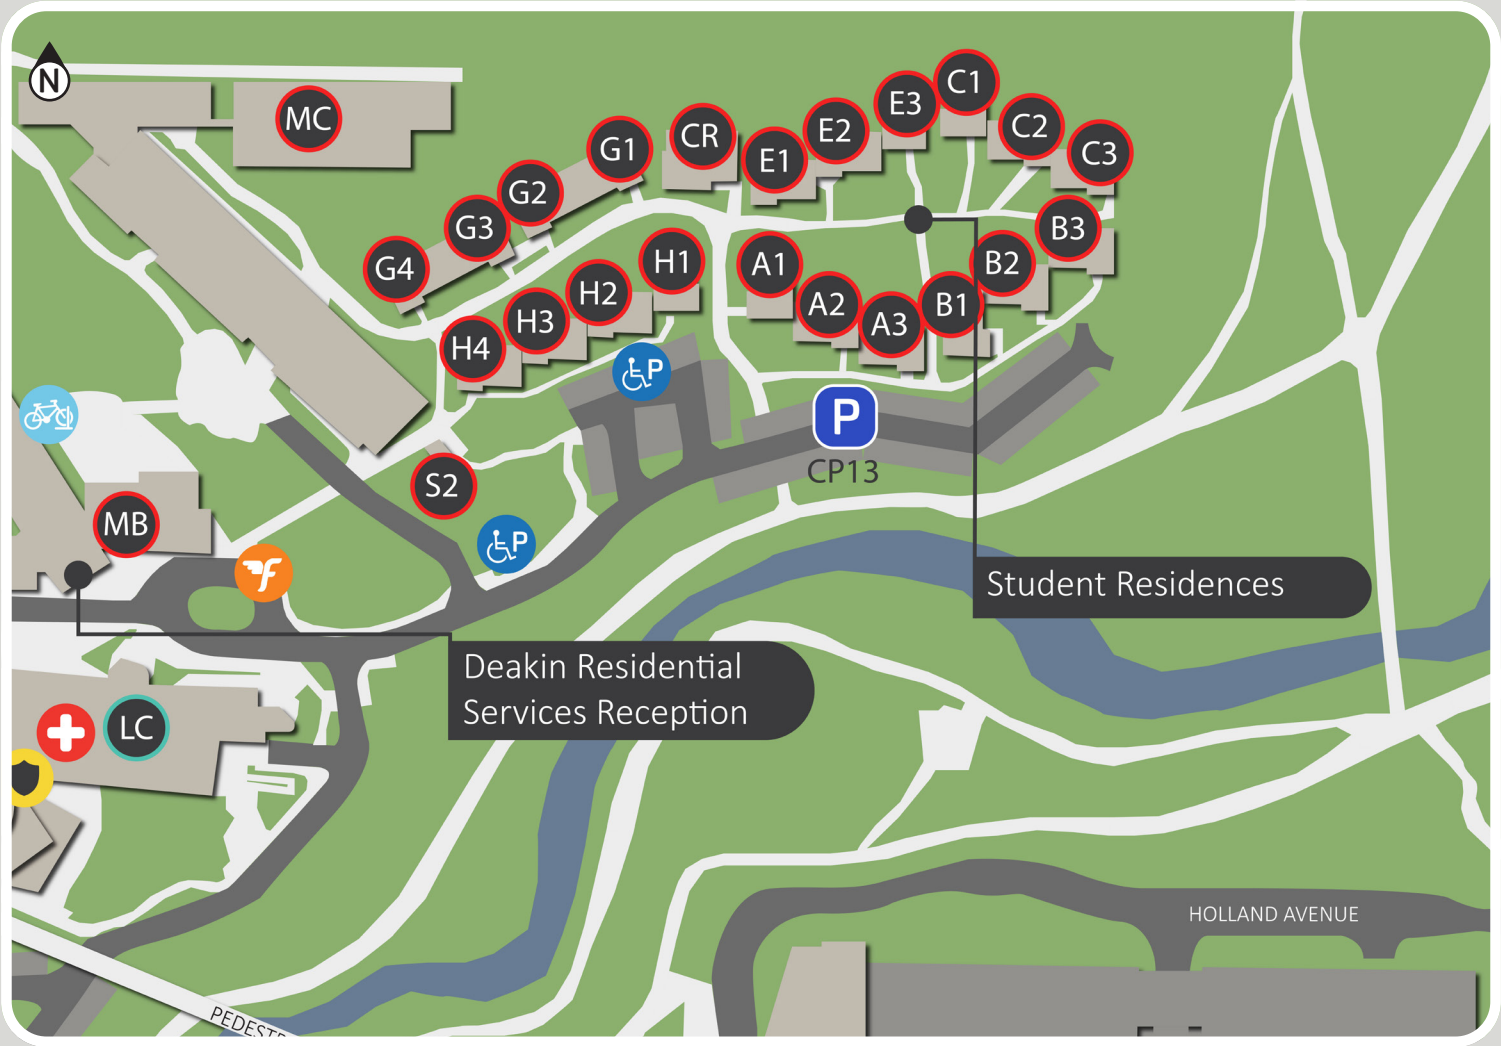 N
MC
C1
E3
E2
C2
CR
G1
E1
C3
G2
G3
B3
G4
H1
A1
B2
H2
A2
B1
H3
A3
H4
P
P
CP13
S2
MB
P
f
Student Residences
Deakin Residential
Services Reception
LC
HOLLAND AVENUE